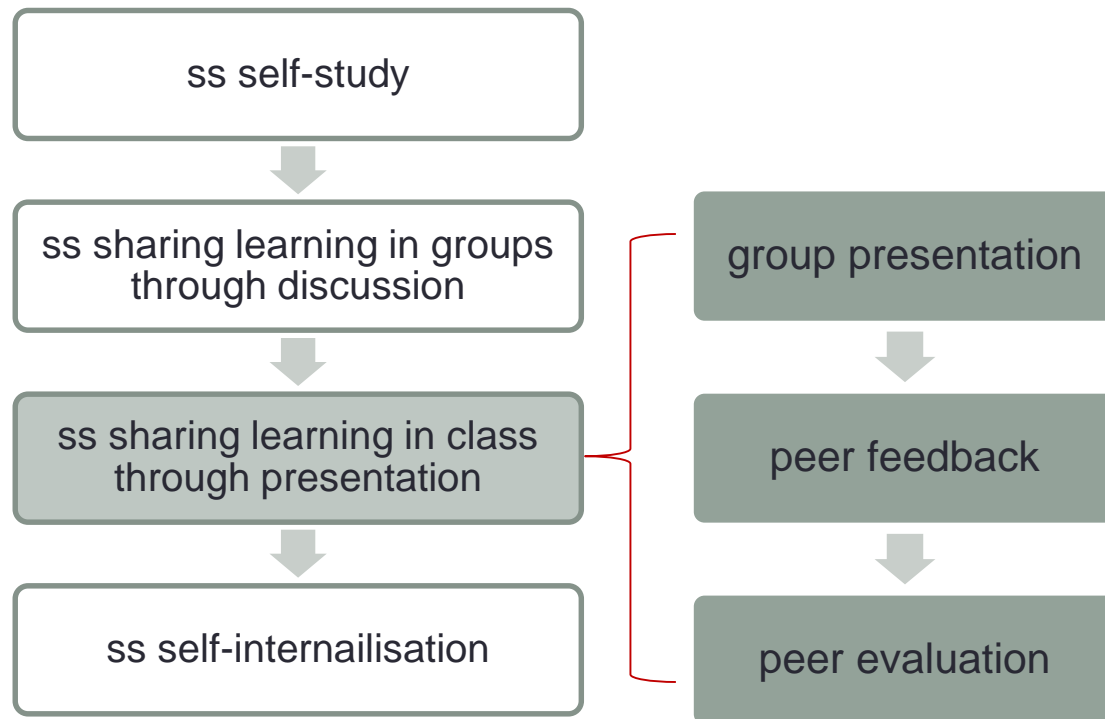 ss self-study
ss sharing learning in groups
through discussion
ss sharing learning in class
through presentation
ss self-internailisation
group presentation
peer feedback
peer evaluation